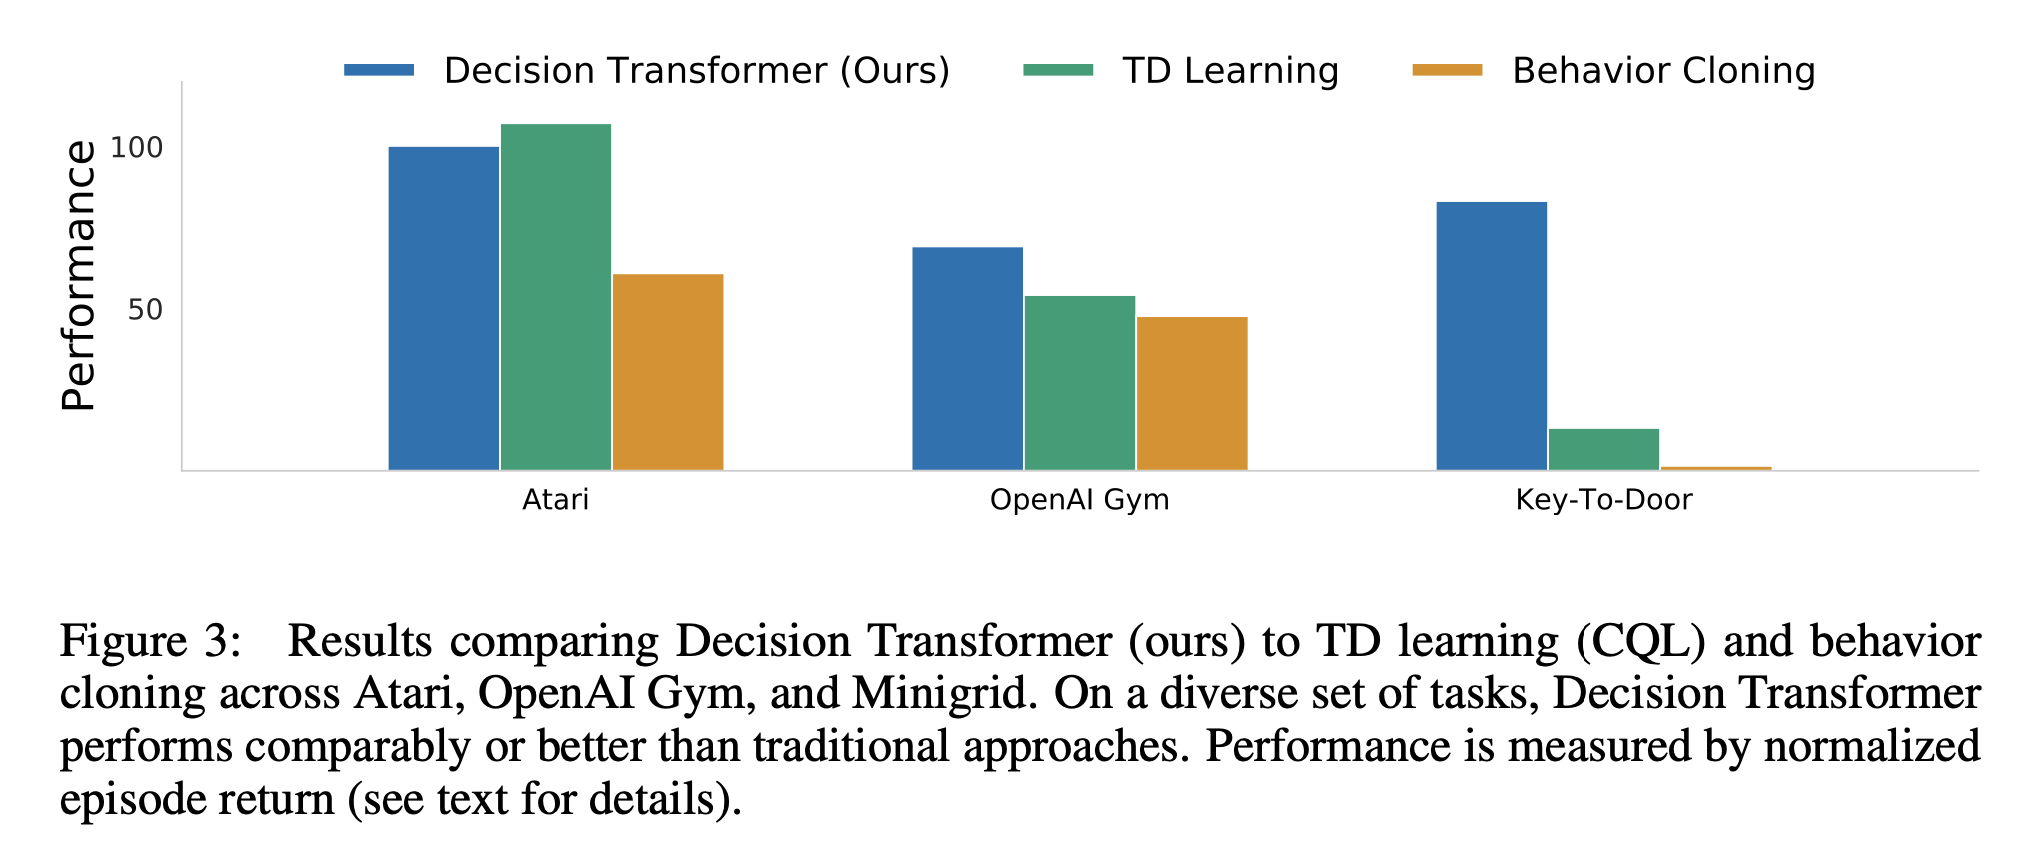 Decision Transformer (Ours) TD Learning Behavior Cloning
Performance
100
50
Atari OpenAI Gym Key-To-Door
Figure 3: Results comparing Decision Transformer (ours) to TD learning (CQL) and behavior
cloning across Atari, OpenAI Gym, and Minigrid. On a diverse set of tasks, Decision Transformer
performs comparably or better than traditional approaches. Performance is measured by normalized
episode return (see text for details).